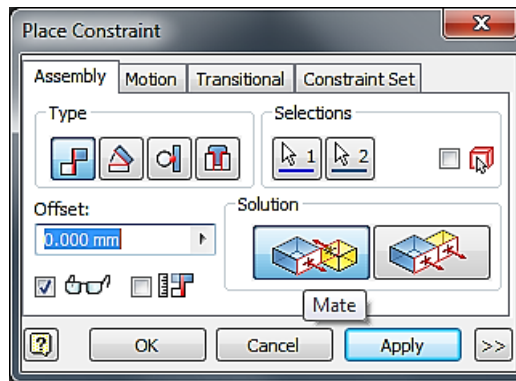 Place Constraint
Assembly Motion Transitional Constraint Set
Type Selections
1 2
Offset: Solution
0.000 mm
Mate
? OK Cancel Apply >>